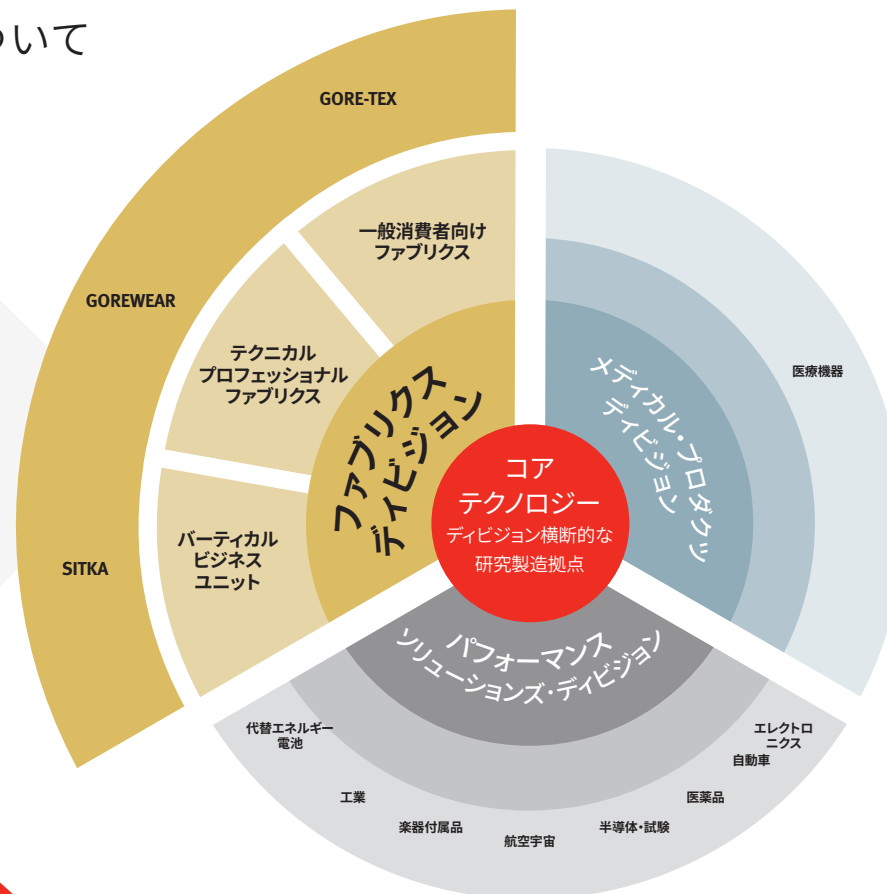 ついて
GORE-TEX
GOREWEAR
SITKA
一般消費者向け
ファブリクス
テクニカル
プロフェッショナル
ファブリクス
バーティカル
ビジネス
ユニット
ファブリクス
ディビジョン
コア
テクノロジー
ディビジョン横断的な
研究製造拠点
メディカル・プロダクツ
ディビジョン
医療機器
パフォーマンス
ソリューションズ・ディビジョン
代替エネルギー
電池
工業
楽器付属品
航空宇宙
半導体・試験
医薬品
自動車
エレクトロ
ニクス